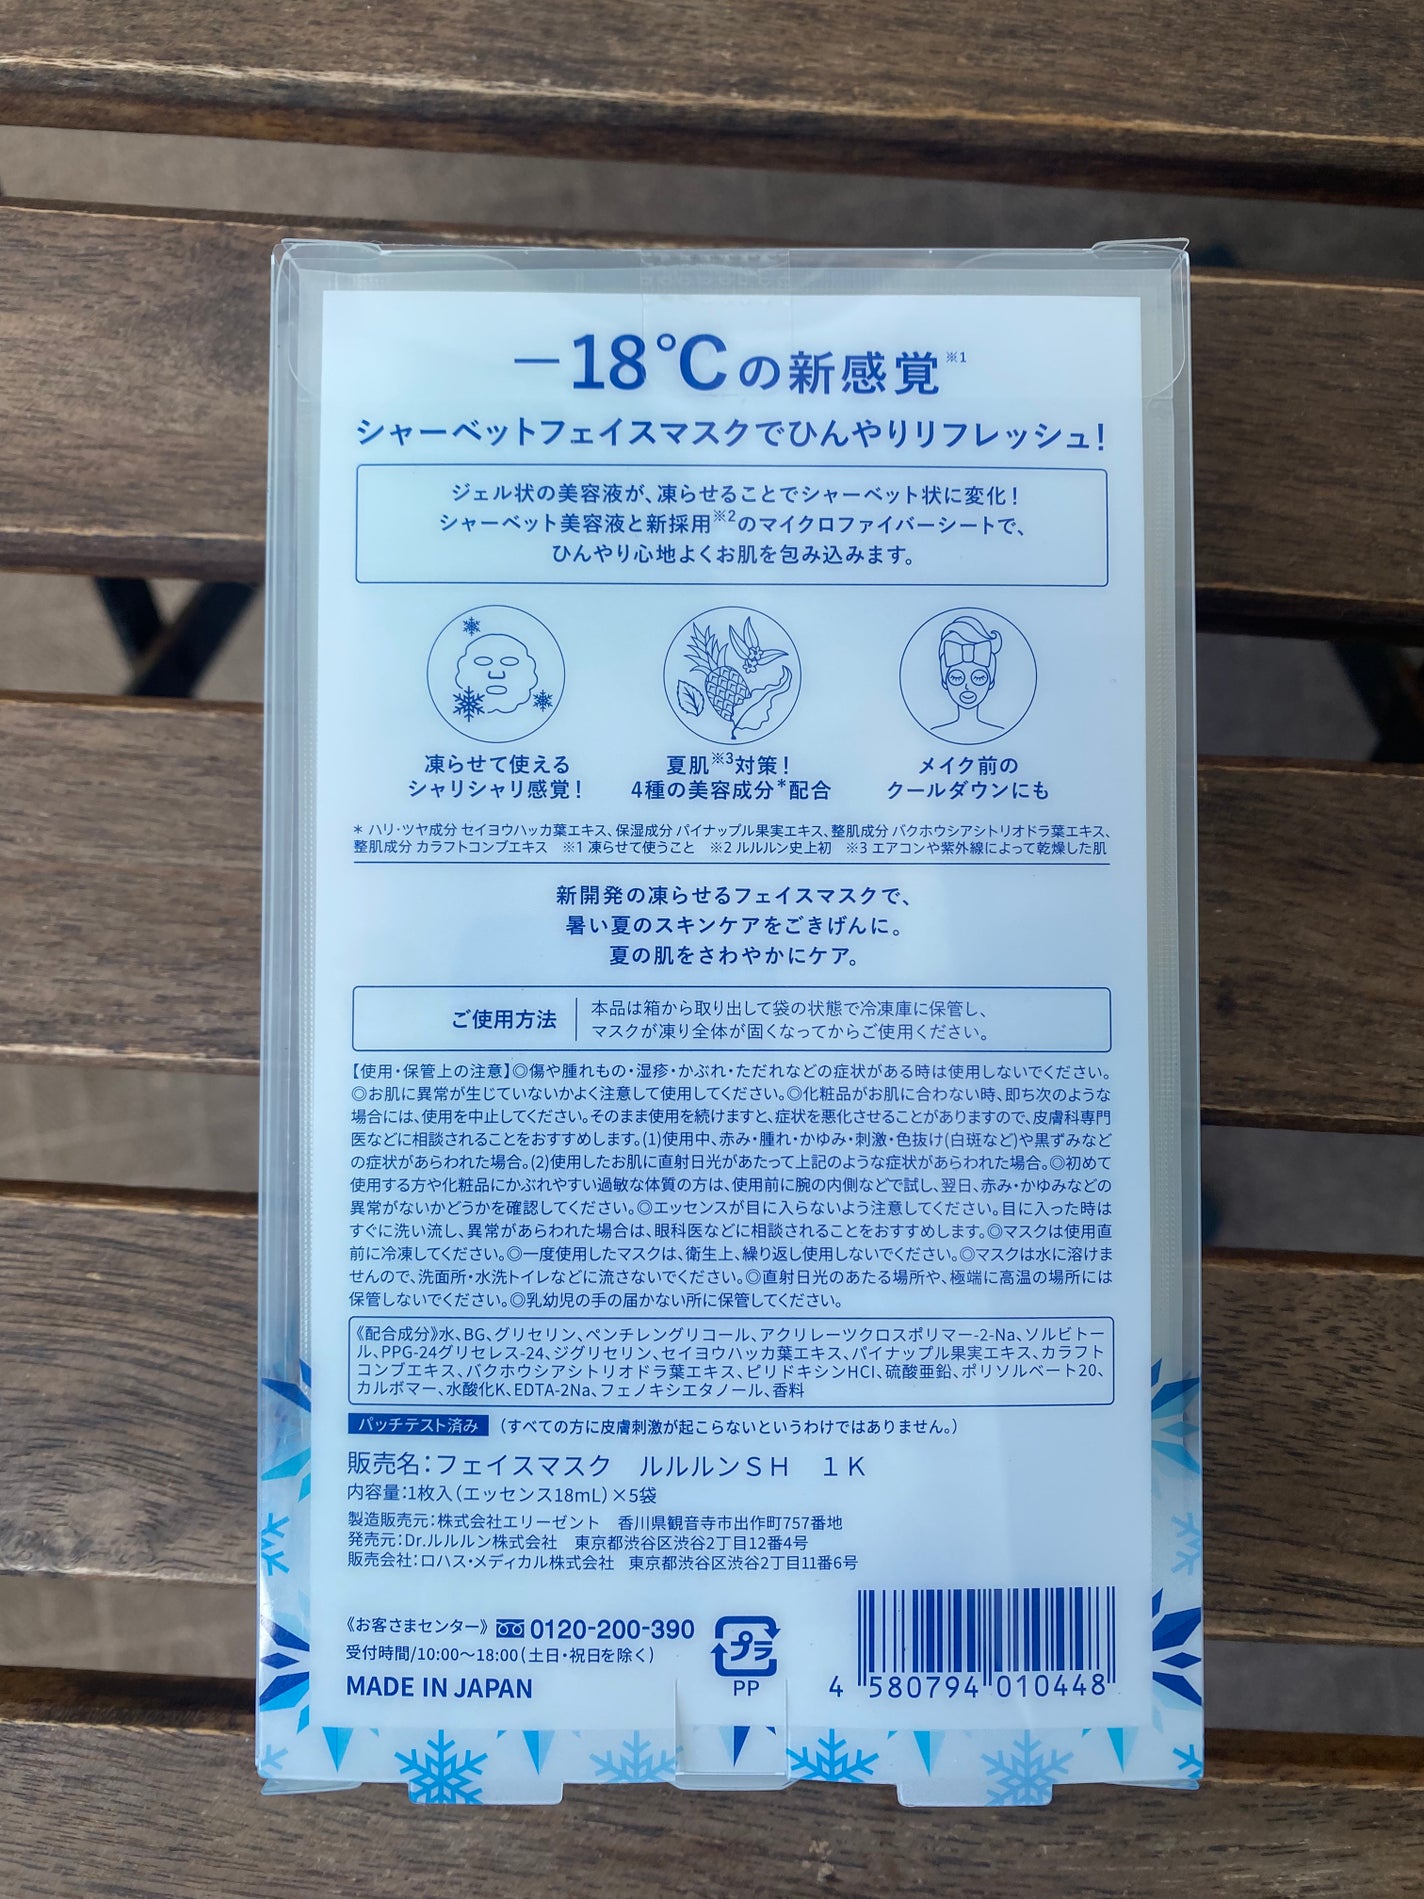 −18℃の新感覚※1
シャーベットフェイスマスクでひんやりリフレッシュ！
ジェル状の美容液が、凍らせることでシャーベット状に変化！
シャーベット美容液と新採用※2のマイクロファイバーシートで、
ひんやり心地よくお肌を包み込みます。
凍らせて使える
シャリシャリ感覚！
夏肌※3対策！
4種の美容成分＊配合
メイク前の
クールダウンにも
＊ ハリ・ツヤ成分 セイヨウハッカ葉エキス、保湿成分 パイナップル果実エキス、整肌成分 バクホウシアシトリオドラ葉エキス、
整肌成分 カラフトコンブエキス　※1 凍らせて使うこと　※2 ルルルン史上初　※3 エアコンや紫外線によって乾燥した肌
新開発の凍らせるフェイスマスクで、
暑い夏のスキンケアをごきげんに。
夏の肌をさわやかにケア。
ご使用方法
本品は箱から取り出して袋の状態で冷凍庫に保管し、
マスクが凍り全体が固くなってからご使用ください。
【使用・保管上の注意】◎傷や腫れもの・湿疹・かぶれ・ただれなどの症状がある時は使用しないでください。
◎お肌に異常が生じていないかよく注意して使用してください。◎化粧品がお肌に合わない時、即ち次のような
場合には、使用を中止してください。そのまま使用を続けますと、症状を悪化させることがありますので、皮膚科専門
医などに相談されることをおすすめします。(1)使用中、赤み・腫れ・かゆみ・刺激・色抜け(白斑など)や黒ずみなど
の症状があらわれた場合。(2)使用したお肌に直射日光があたって上記のような症状があらわれた場合。◎初めて
使用する方や化粧品にかぶれやすい過敏な体質の方は、使用前に腕の内側などで試し、翌日、赤み・かゆみなどの
異常がないかどうかを確認してください。◎エッセンスが目に入らないよう注意してください。目に入った時は
すぐに洗い流し、異常があらわれた場合は、眼科医などに相談されることをおすすめします。◎マスクは使用直
前に冷凍してください。◎一度使用したマスクは、衛生上、繰り返し使用しないでください。◎マスクは水に溶けま
せんので、洗面所・水洗トイレなどに流さないでください。◎直射日光のあたる場所や、極端に高温の場所には
保管しないでください。◎乳幼児の手の届かない所に保管してください。
《配合成分》水、BG、グリセリン、ペンチレングリコール、アクリレーツクロスポリマー-2-Na、ソルビトー
ル、PPG-24グリセレス-24、ジグリセリン、セイヨウハッカ葉エキス、パイナップル果実エキス、カラフト
コンブエキス、バクホウシアシトリオドラ葉エキス、ピリドキシンHCl、硫酸亜鉛、ポリソルベート20、
カルボマー、水酸化K、EDTA-2Na、フェノキシエタノール、香料
パッチテスト済み （すべての方に皮膚刺激が起こらないというわけではありません。）
販売名：フェイスマスク　ルルルンＳＨ　１Ｋ
内容量：1枚入（エッセンス18mL）×5袋
製造販売元：株式会社エリーゼント　香川県観音寺市出作町757番地
発売元：Dr.ルルルン株式会社　東京都渋谷区渋谷2丁目12番4号
販売会社：ロハス・メディカル株式会社　東京都渋谷区渋谷2丁目11番6号
《お客さまセンター》0120-200-390
受付時間/10:00〜18:00（土日・祝日を除く）
MADE IN JAPAN
プラ
PP
4 580794 010448